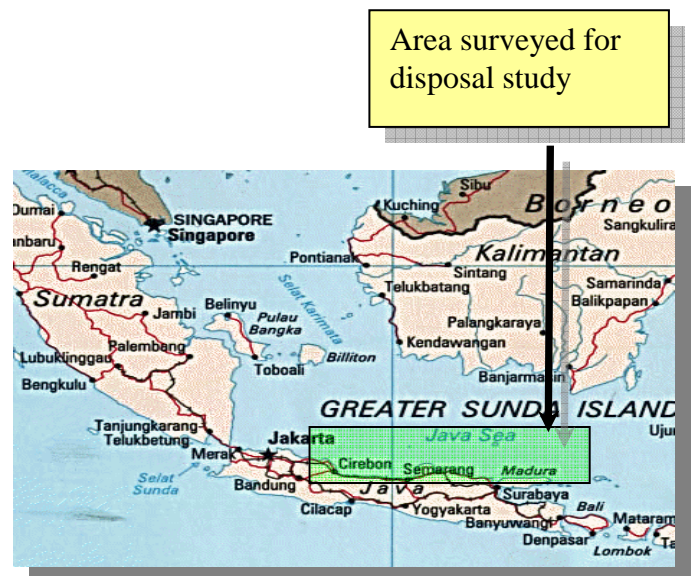 Area surveyed for
disposal study
Malacca
Dumai
SINGAPORE
Singapore
Kuching
Sibu
Borneo
Sangkulira
anbaru
Rengat
Pontianak
Kalimantan
Sintang
Sumatra
Jambi
Belinyu
Pulau
Bangka
Selat Karimata
Telukbatang
Samarinda
Balikpapan
Palembang
Palangkaraya
Lubuklinggau
Toboali
Billiton
Kendawangan
Bengkulu
Banjarmasin
GREATER SUNDA ISLAND
Tanjungkarang-
Telukbetung
Jakarta
Java Sea
Uju
Merak
Cirebon
Semarang
Madura
Selat
Sunda
Bandung
Java
Surabaya
Cilacap
Yogyakarta
Bali
Banyuwangi
Mataram
Denpasar
Lombok
Ta